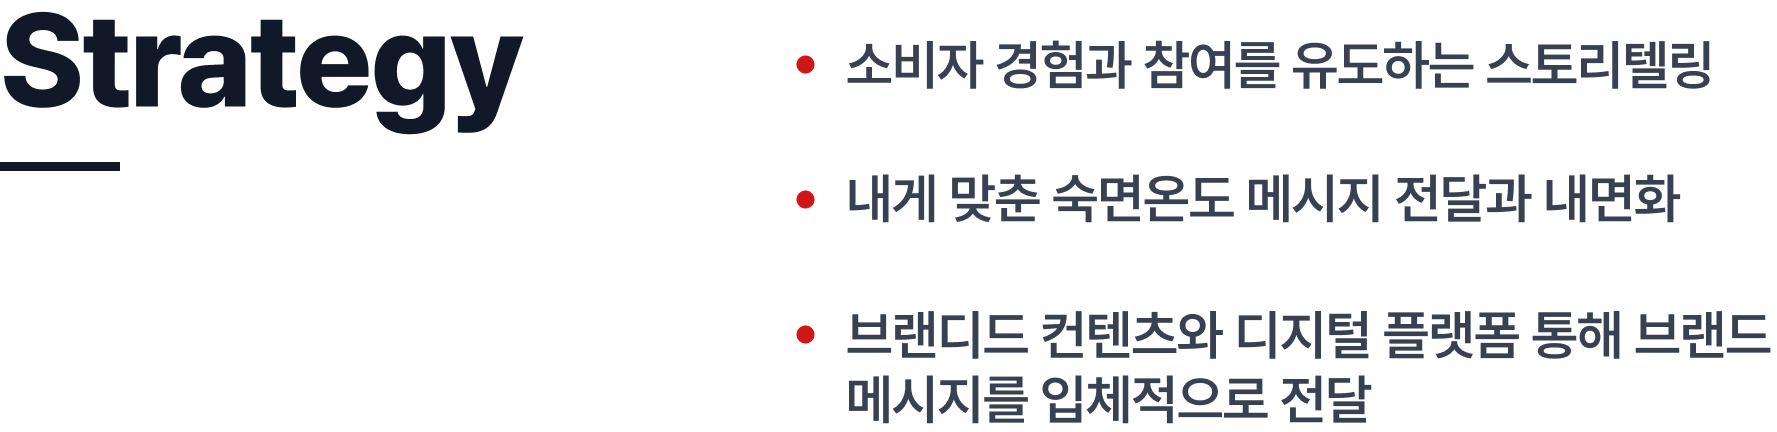 Strategy
소비자 경험과 참여를 유도하는 스토리텔링
내게 맞춘 숙면온도 메시지 전달과 내면화
브랜디드 컨텐츠와 디지털 플랫폼 통해 브랜드
메시지를 입체적으로 전달